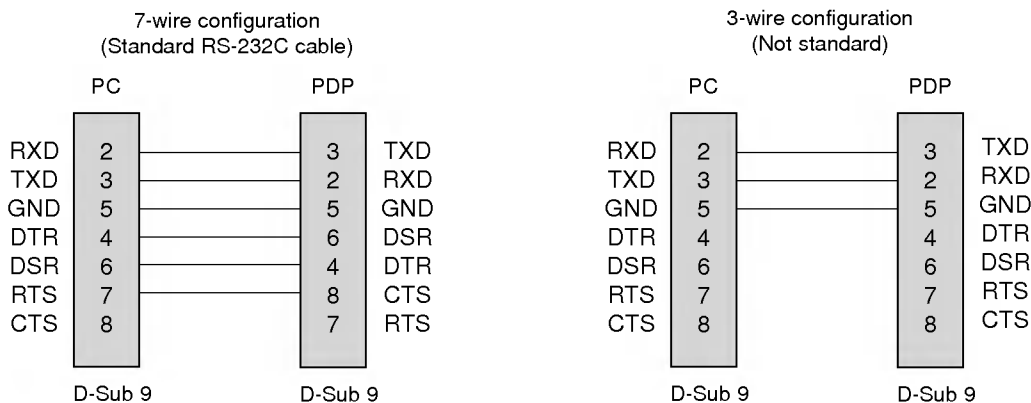 7-wire configuration
(Standard RS-232C cable)
PC PDP
RXD 2 3 TXD
TXD 3 2 RXD
GND 5 5 GND
DTR 4 6 DSR
DSR 6 4 DTR
RTS 7 8 CTS
CTS 8 7 RTS
D-Sub 9 D-Sub 9
3-wire configuration
(Not standard)
PC PDP
RXD 2 3 TXD
TXD 3 2 RXD
GND 5 5 GND
DTR 4 4 DTR
DSR 6 6 DSR
RTS 7 7 RTS
CTS 8 8 CTS
D-Sub 9 D-Sub 9